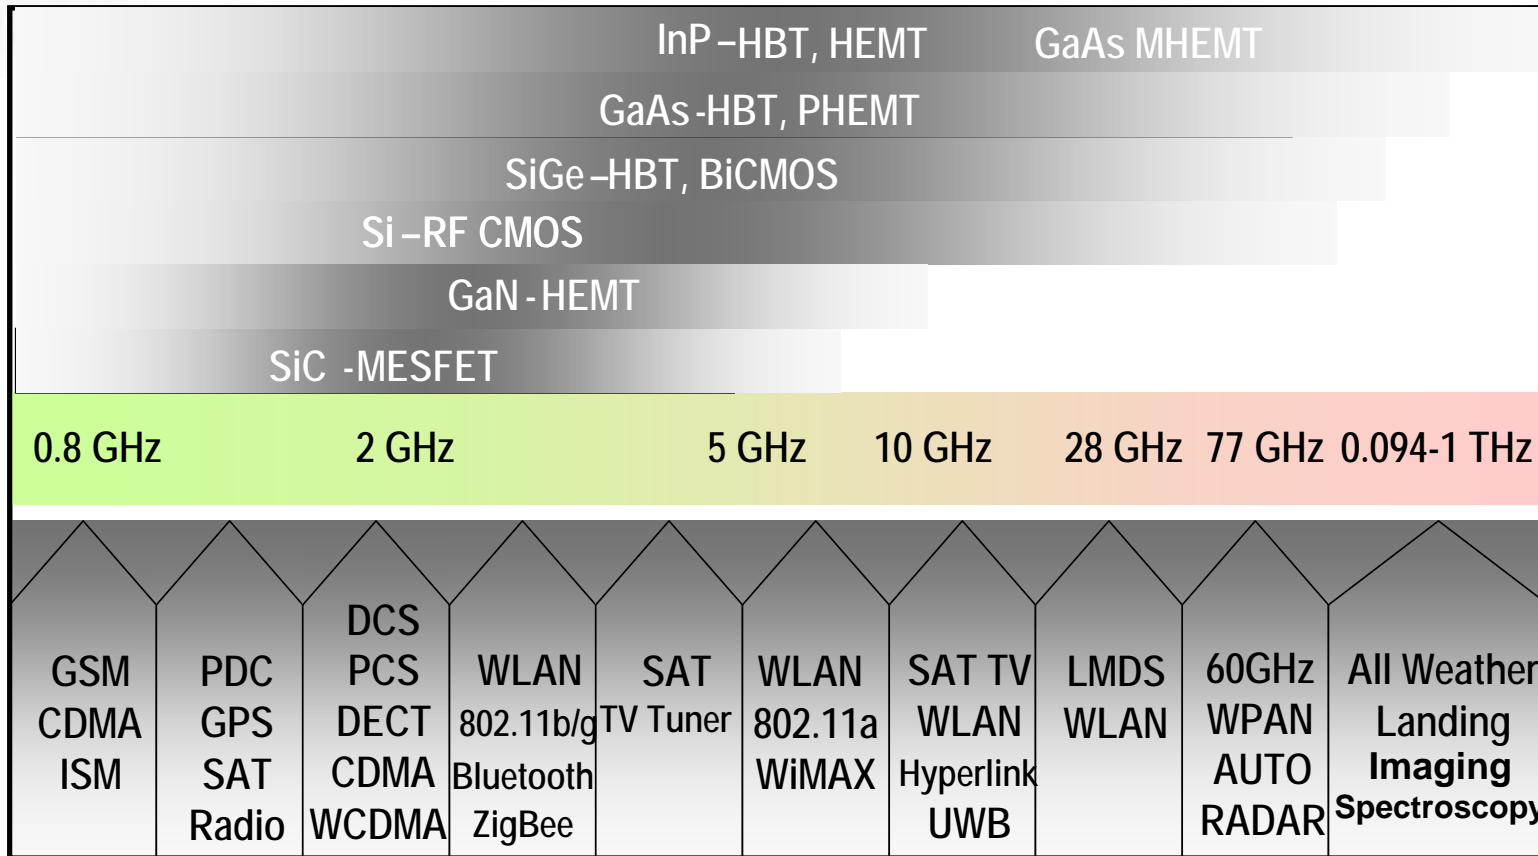 InP –HBT, HEMT GaAs MHEMT
GaAs -HBT, PHEMT
SiGe –HBT, BiCMOS
Si –RF CMOS
GaN - HEMT
SiC -MESFET
0.8 GHz 2 GHz 5 GHz 10 GHz 28 GHz 77 GHz 0.094-1 THz
GSM
CDMA
ISM
PDC
GPS
SAT
Radio
DCS
PCS
DECT
CDMA
WCDMA
WLAN
802.11b/g
Bluetooth
ZigBee
SAT
TV Tuner
WLAN
802.11a
WiMAX
SAT TV
WLAN
Hyperlink
UWB
LMDS
WLAN
60GHz
WPAN
AUTO
RADAR
All Weather
Landing
Imaging
Spectroscopy